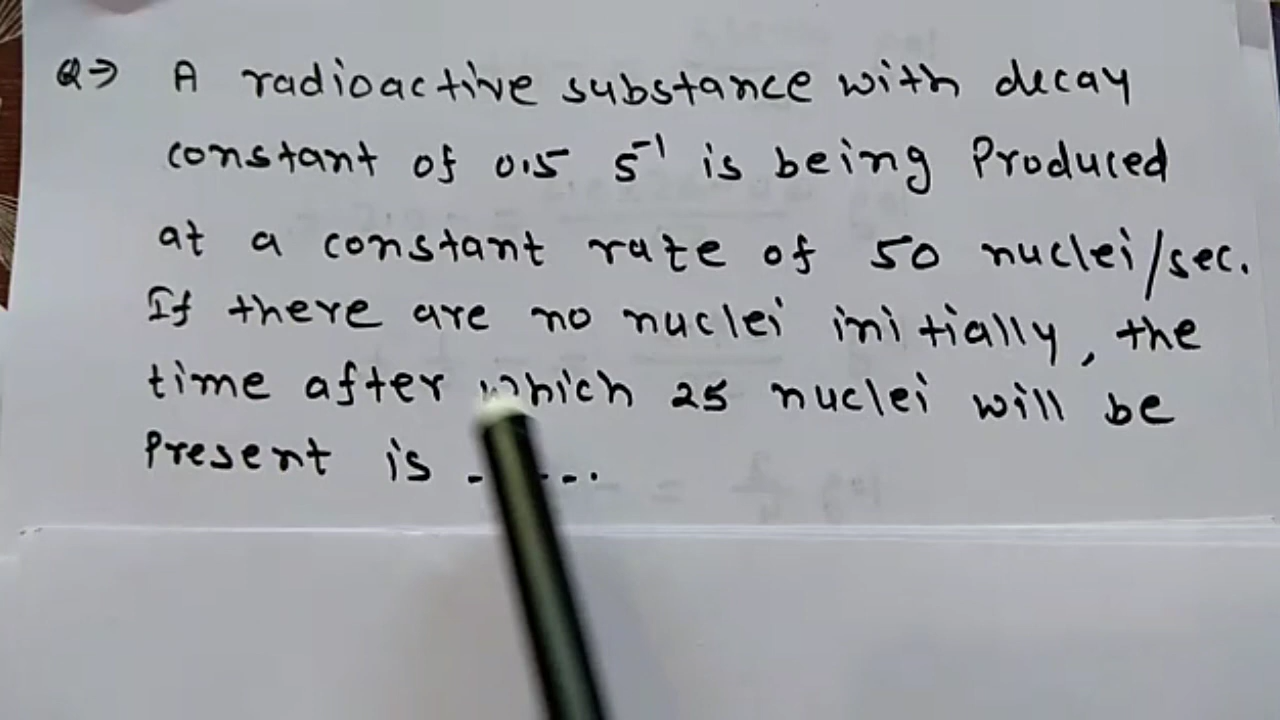 Q→ A radioactive substance with decay
constant of 0.5 s⁻¹ is being Produced
at a constant rate of 50 nuclei/sec.
If there are no nuclei initially, the
time after which 25 nuclei will be
Present is -....